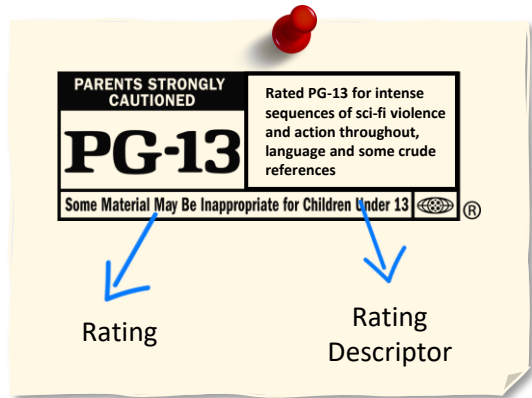 PARENTS STRONGLY
CAUTIONED
PG-13
Rated PG-13 for intense
sequences of sci-fi violence
and action throughout,
language and some crude
references
Some Material May Be Inappropriate for Children Under 13
®
Rating
Rating
Descriptor